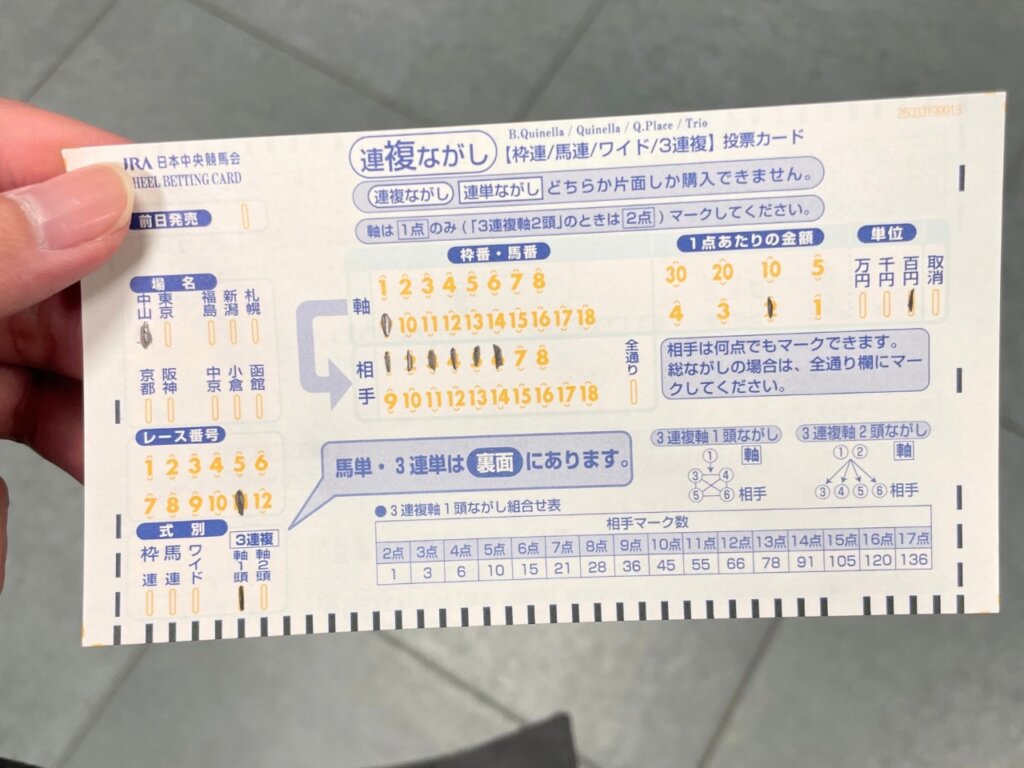 25033199913
JRA 日本中央競馬会
HEEL BETTING CARD
B.Quinella / Quinella / Q.Place / Trio
連複ながし 【枠連/馬連/ワイド/3連複】投票カード
連複ながし 連単ながし どちらか片面しか購入できません。
軸は 1点 のみ (「3連複軸2頭」のときは 2点 ) マークしてください。
前日発売
場名
中山 東京 福島 新潟 札幌
京都 阪神 中京 小倉 函館
レース番号
1 2 3 4 5 6
7 8 9 10 12
式別
枠連 馬連 ワイド
3連複
軸1頭 軸2頭
枠番・馬番
軸
1 2 3 4 5 6 7 8
10 11 12 13 14 15 16 17 18
相手
7 8
9 10 11 12 13 14 15 16 17 18
全通り
1点あたりの金額
30 20 10 5
4 3 1
単位
万円 千円 百円 取消
相手は何点でもマークできます。
総ながしの場合は、全通り欄にマー
クしてください。
馬単・3連単は 裏面 にあります。
3連複軸1頭ながし
① 軸
③ ④
⑤ ⑥ 相手
3連複軸2頭ながし
① ② 軸
③ ④ ⑤ ⑥ 相手
● 3連複軸1頭ながし組合せ表
相手マーク数
2点 3点 4点 5点 6点 7点 8点 9点 10点 11点 12点 13点 14点 15点 16点 17点
1 3 6 10 15 21 28 36 45 55 66 78 91 105 120 136